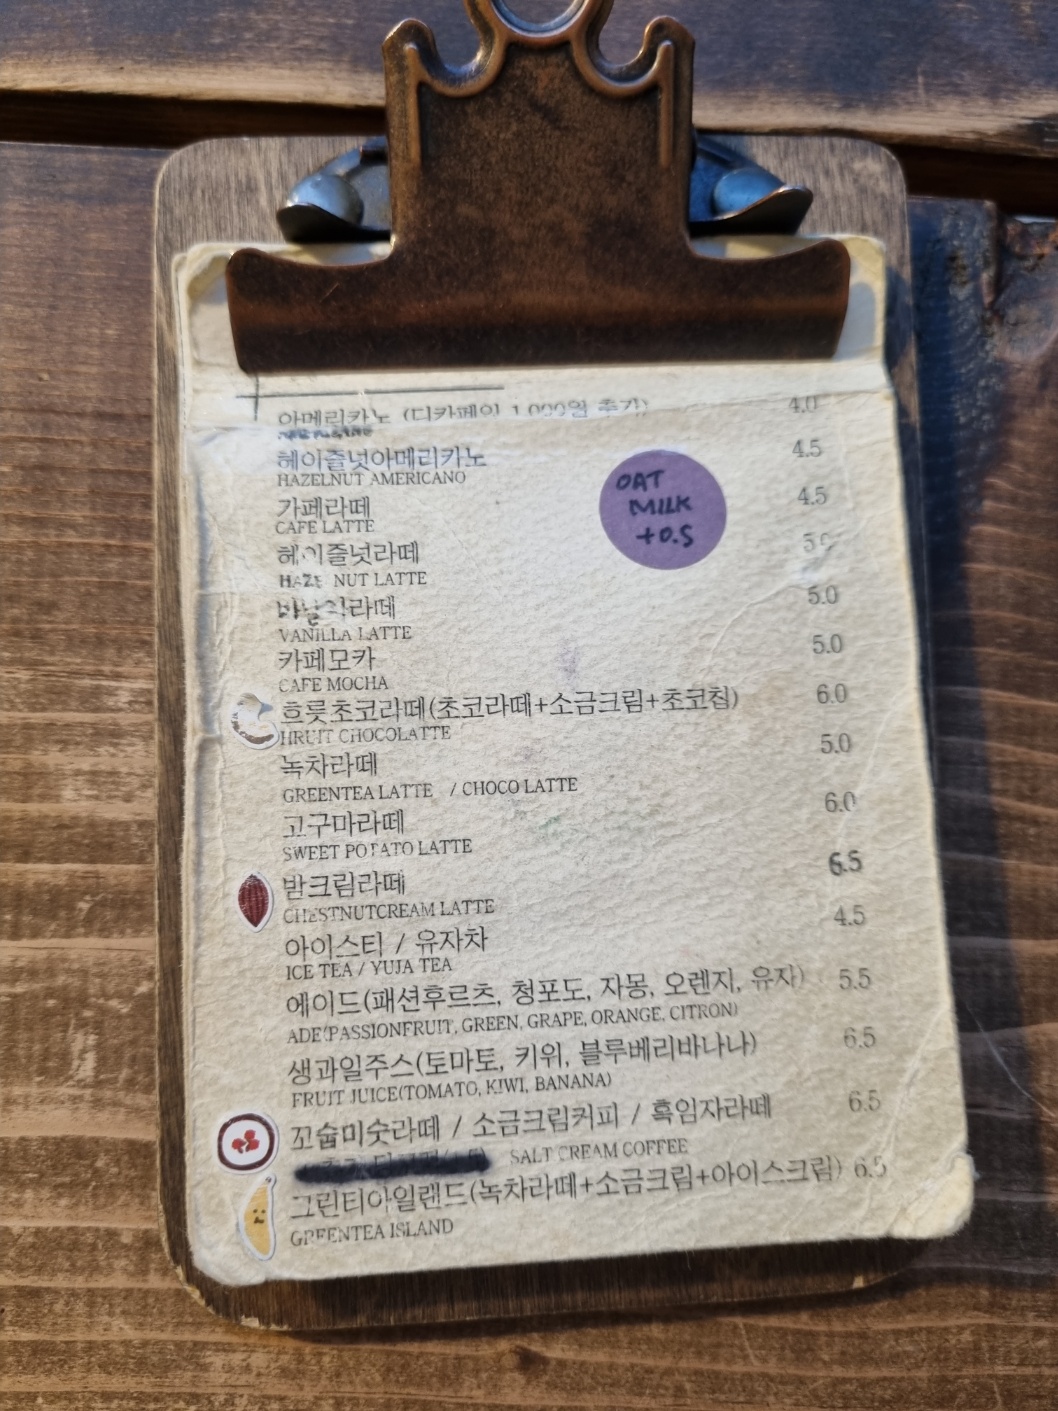 아메리카노 (디카페인 1,000원 추가) 4.0
헤이즐넛아메리카노 4.5
HAZELNUT AMERICANO
OAT
MILK
+0.5
가페라떼 4.5
CAFE LATTE
헤이즐넛라떼
HAZE NUT LATTE
바닐라라떼 5.0
VANILLA LATTE
카페모카 5.0
CAFE MOCHA
흐룻초코라떼(초코라떼+소금크림+초코칩) 6.0
HRUIT CHOCOLATTE
녹차라떼 5.0
GREENTEA LATTE / CHOCO LATTE
고구마라떼 6.0
SWEET POTATO LATTE
밤크림라떼 6.5
CHESTNUTCREAM LATTE
아이스티 / 유자차 4.5
ICE TEA / YUJA TEA
에이드(패션후르츠, 청포도, 자몽, 오렌지, 유자) 5.5
ADE(PASSIONFRUIT, GREEN, GRAPE, ORANGE, CITRON)
생과일주스(토마토, 키위, 블루베리바나나) 6.5
FRUIT JUICE(TOMATO, KIWI, BANANA)
꼬숩미숫라떼 / 소금크림커피 / 흑임자라떼 6.5
SALT CREAM COFFEE
그린티아일랜드(녹차라떼+소금크림+아이스크림) 6.5
GREENTEA ISLAND